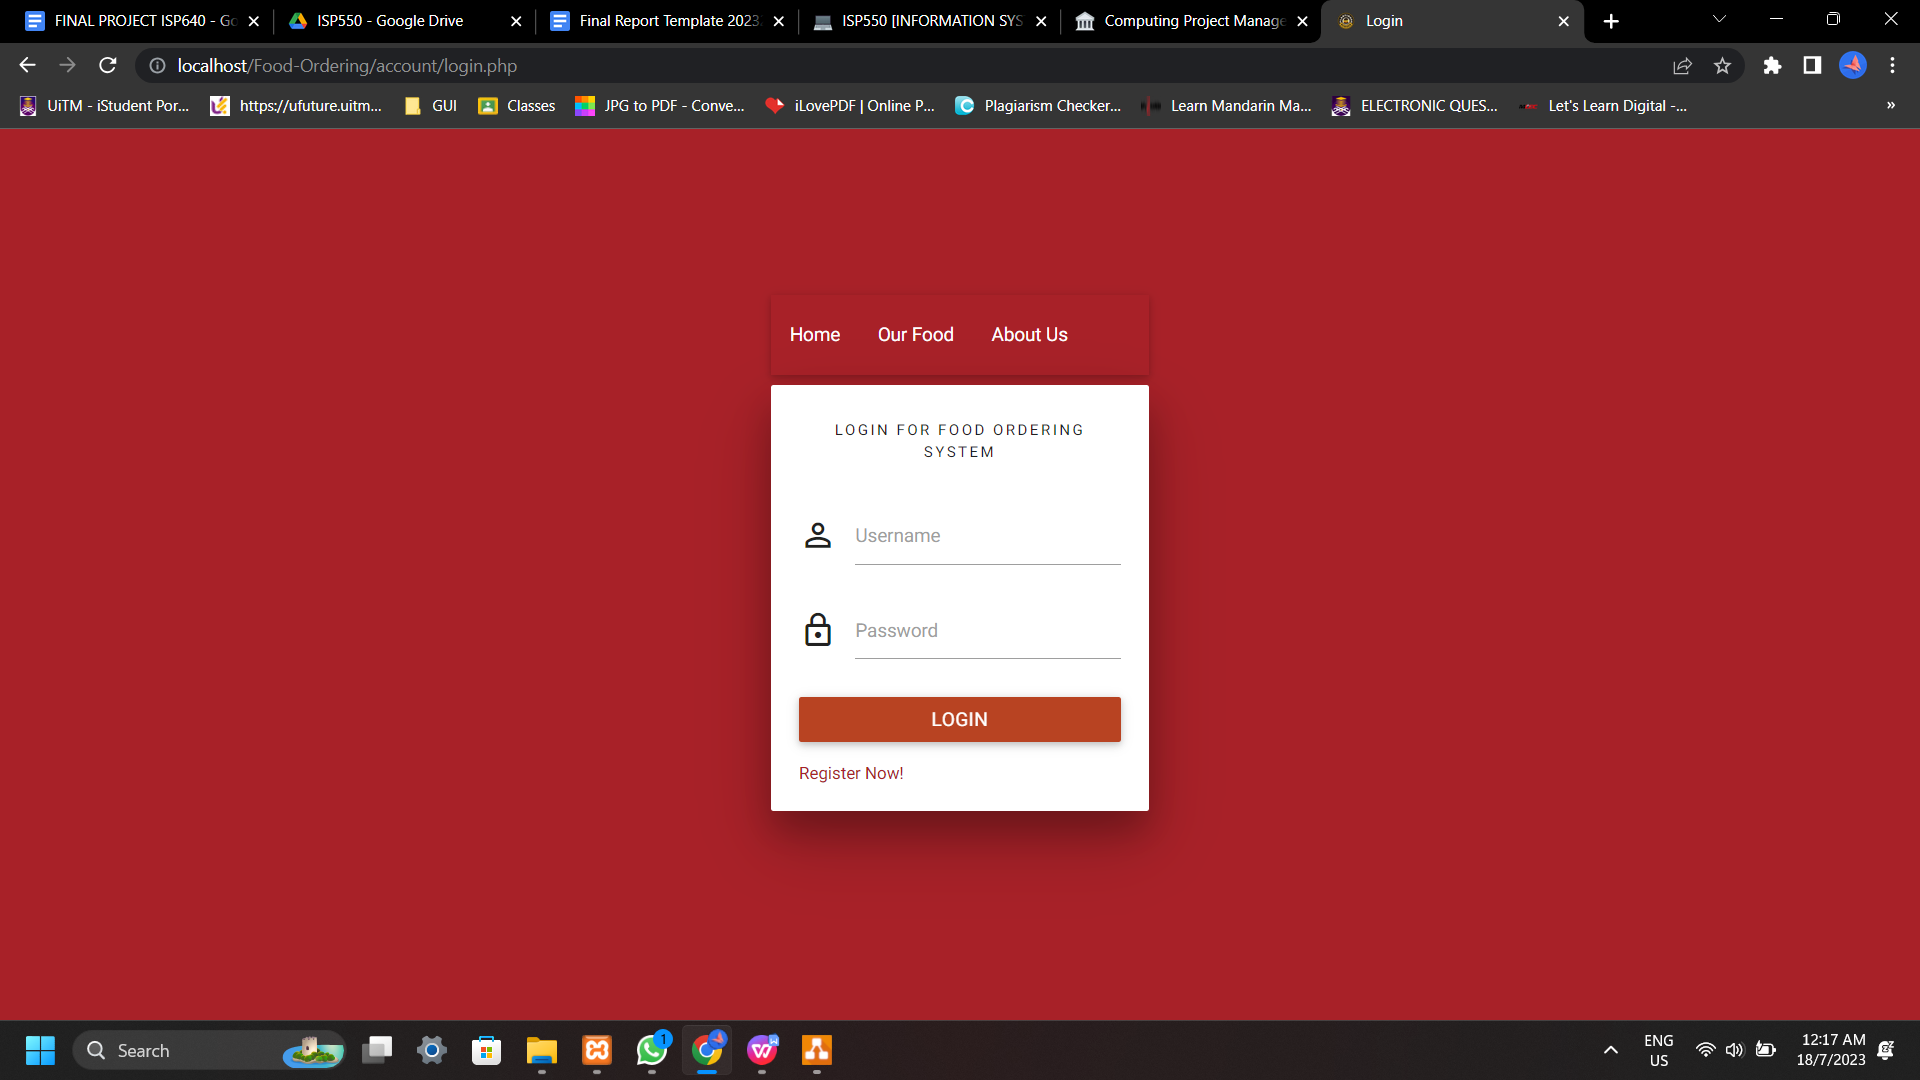 FINAL PROJECT ISP640 - Go
ISP550 - Google Drive
Final Report Template 2023
ISP550 [INFORMATION SYS
Computing Project Manage
Login
localhost/Food-Ordering/account/login.php
UiTM - iStudent Por...
https://ufuture.uitm...
GUI
Classes
JPG to PDF - Conve...
iLovePDF | Online P...
Plagiarism Checker...
Learn Mandarin Ma...
ELECTRONIC QUES...
Let's Learn Digital -...
»
Home
Our Food
About Us
LOGIN FOR FOOD ORDERING
SYSTEM
Username
Password
LOGIN
Register Now!
Search
1
ENG
US
12:17 AM
18/7/2023